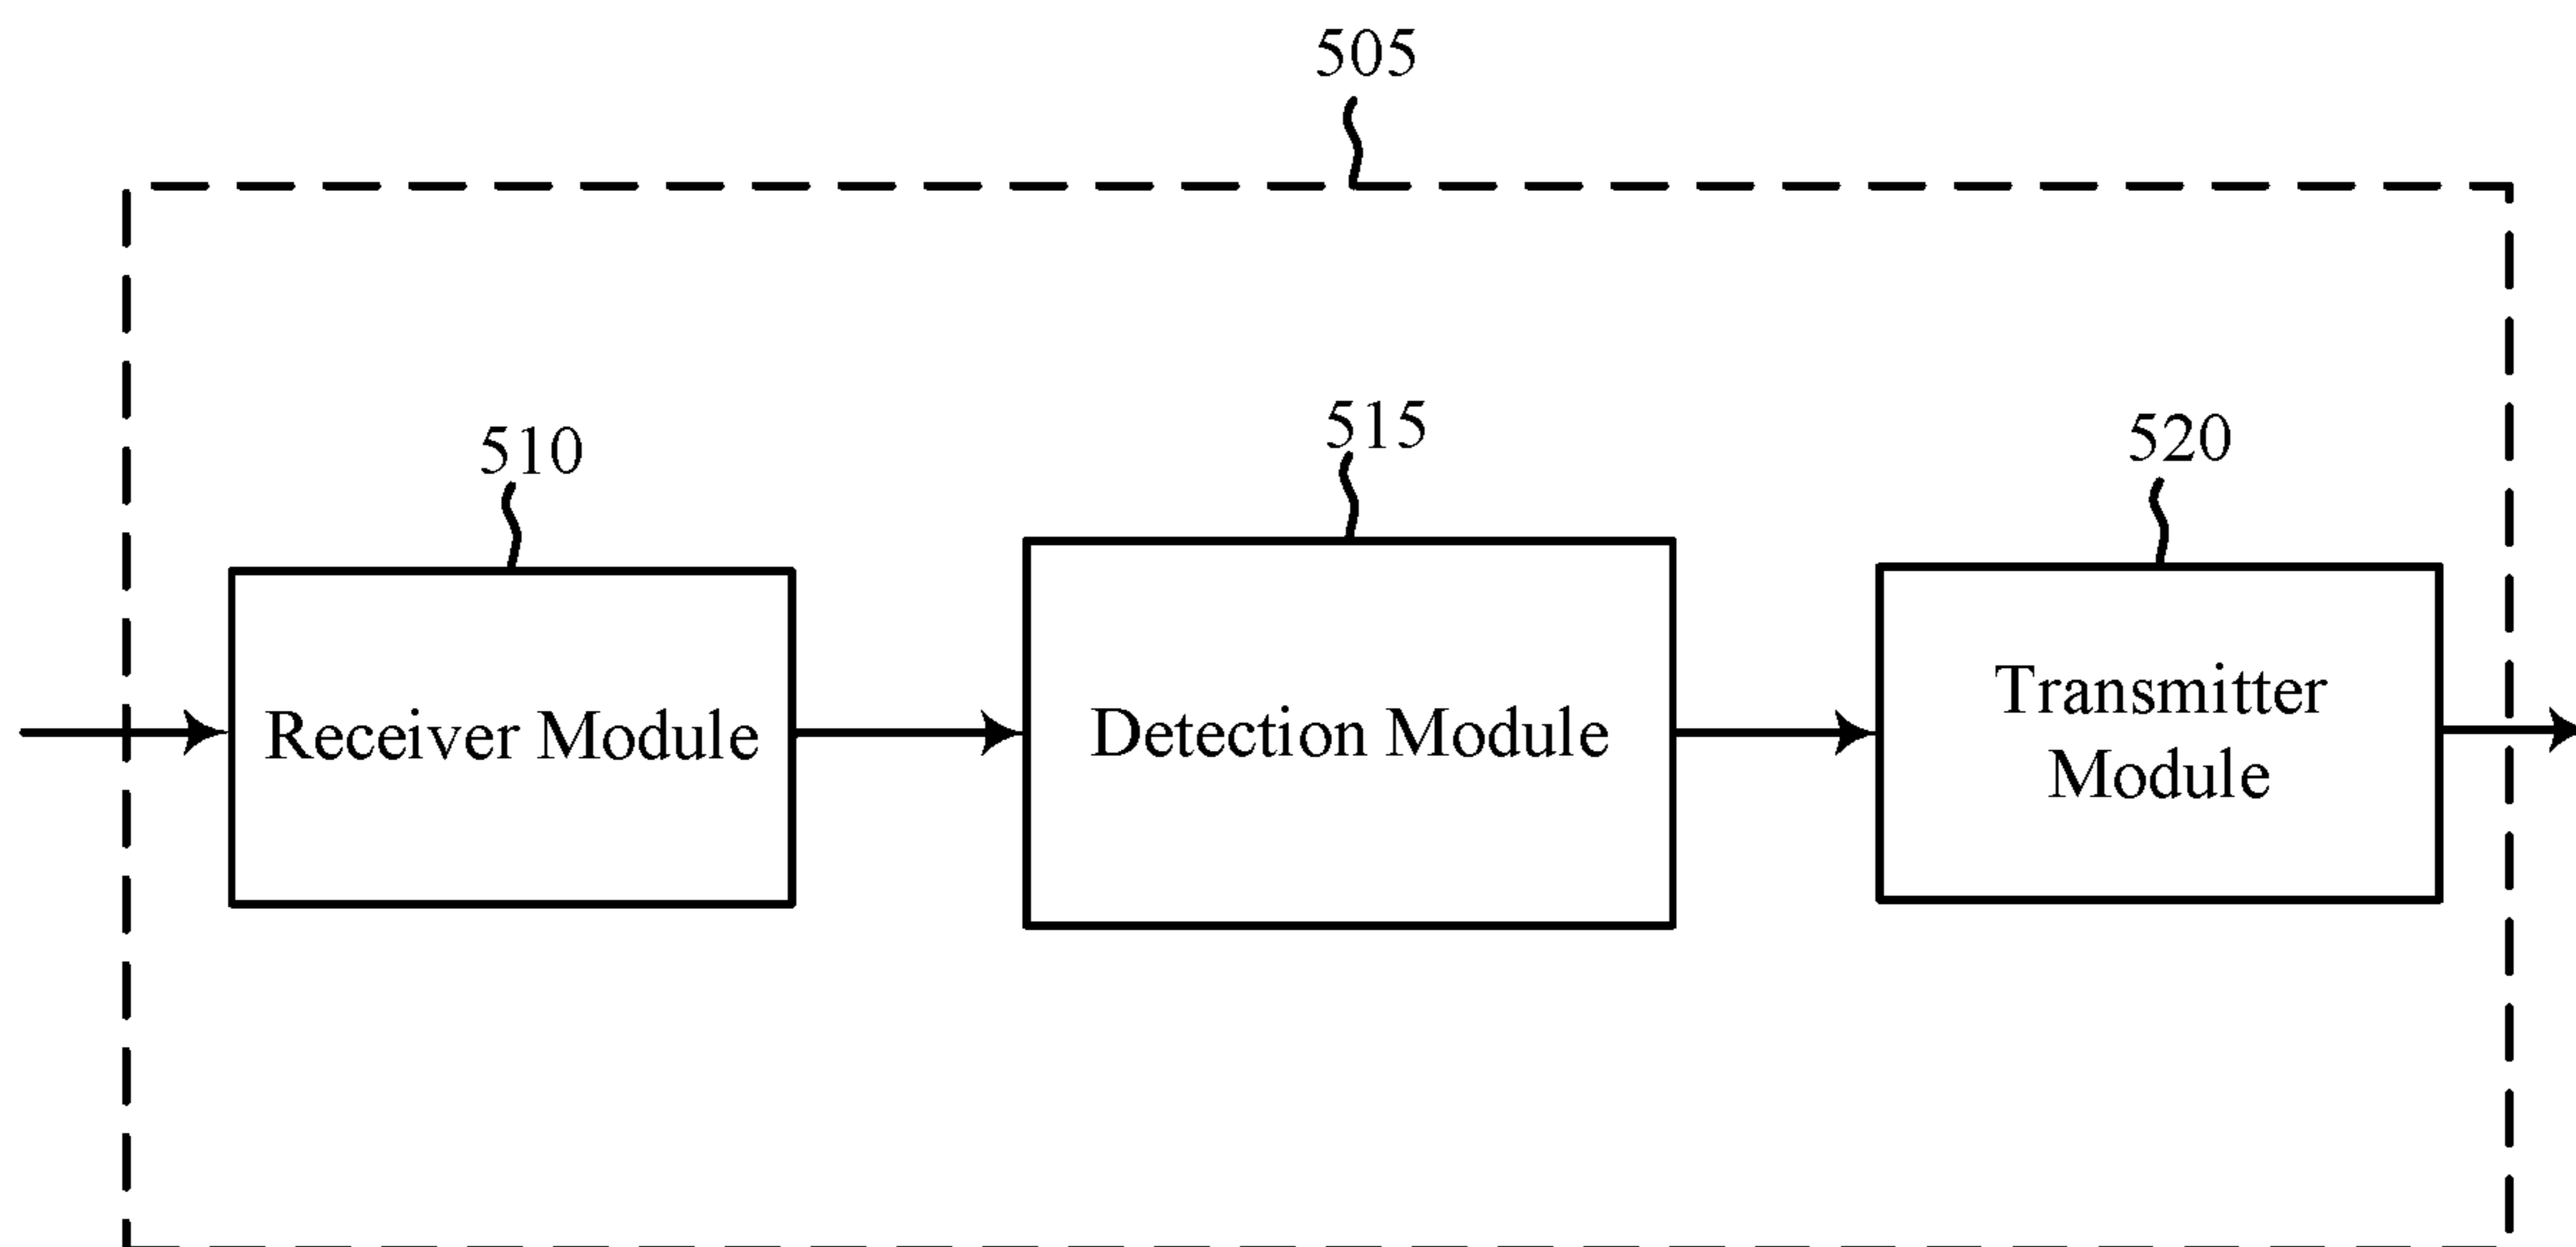 505
510
515
520
Receiver Module
Detection Module
Transmitter
Module